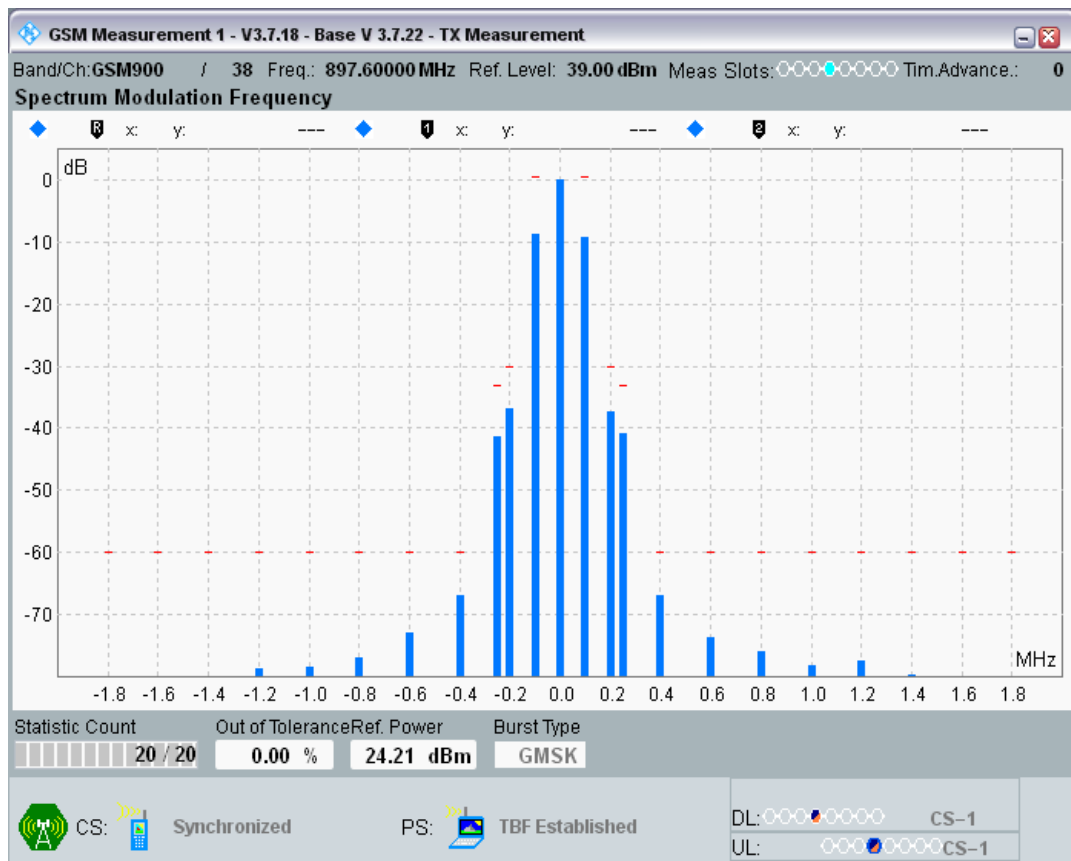 GSM Measurement 1 - V3.7.18 - Base V 3.7.22 - TX Measurement
Band/Ch:GSM900 / 38 Freq.: 897.60000 MHz Ref. Level: 39.00 dBm Meas Slots: Tim.Advance.: 0
Spectrum Modulation Frequency
R x: y: --- 1 x: y: --- 2 x: y: ---
dB
0
-10
-20
-30
-40
-50
-60
-70
MHz
-1.8 -1.6 -1.4 -1.2 -1.0 -0.8 -0.6 -0.4 -0.2 0.0 0.2 0.4 0.6 0.8 1.0 1.2 1.4 1.6 1.8
Statistic Count Out of Tolerance Ref. Power Burst Type
20 / 20 0.00 % 24.21 dBm GMSK
CS: Synchronized PS: TBF Established DL: CS-1
UL: CS-1